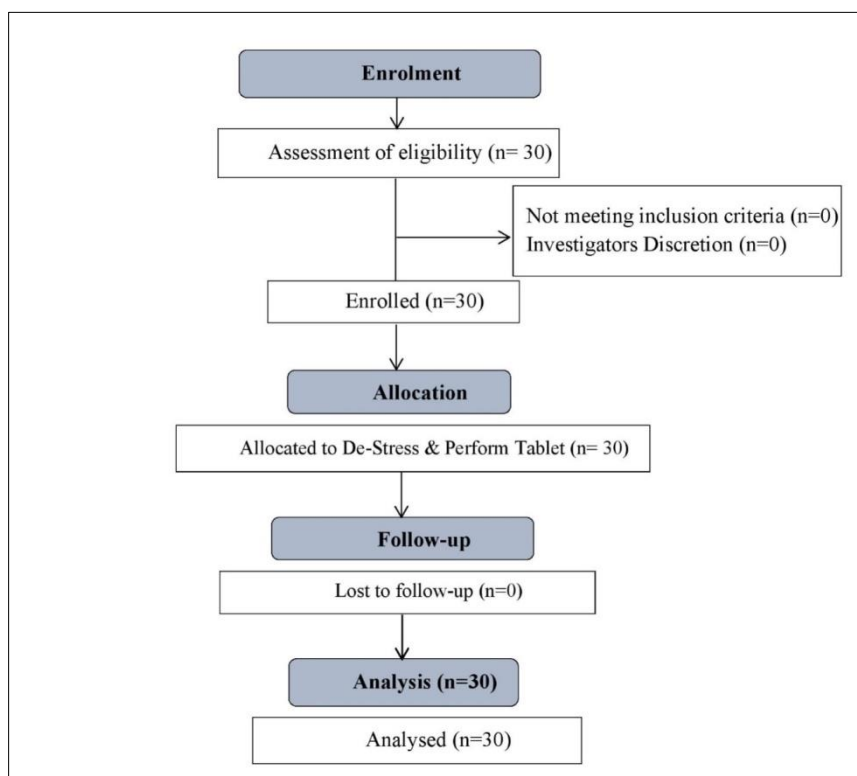 Enrolment
Assessment of eligibility (n= 30)
Not meeting inclusion criteria (n=0)
Investigators Discretion (n=0)
Enrolled (n=30)
Allocation
Allocated to De-Stress & Perform Tablet (n= 30)
Follow-up
Lost to follow-up (n=0)
Analysis (n=30)
Analysed (n=30)